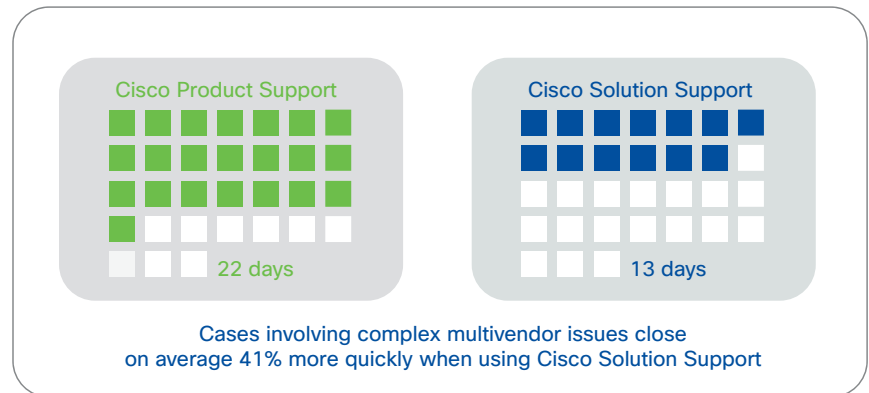 Cisco Product Support
22 days
Cisco Solution Support
13 days
Cases involving complex multivendor issues close
on average 41% more quickly when using Cisco Solution Support